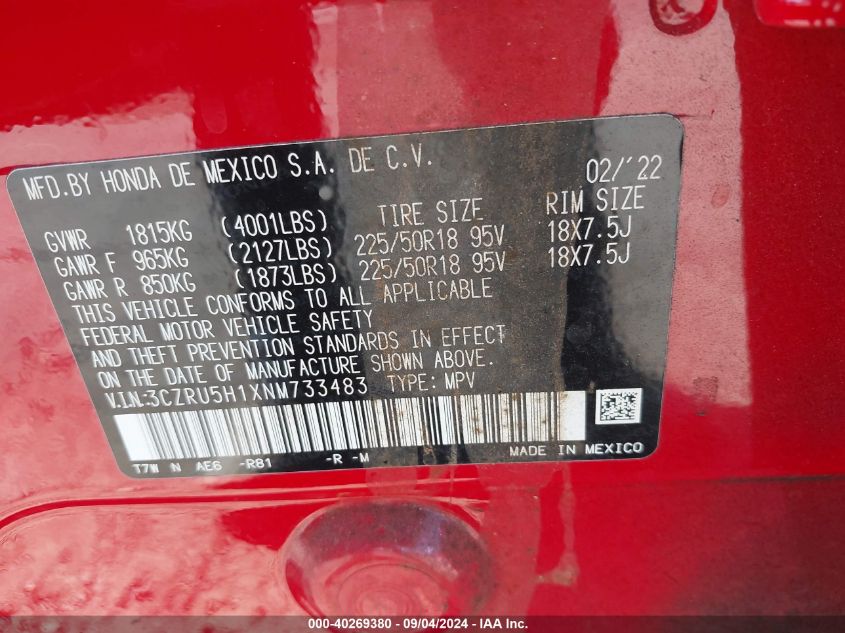 MFD.BY HONDA DE MEXICO S.A. DE C.V. 02/'22
TIRE SIZE RIM SIZE
GVWR 1815KG (4001LBS)
GAWR F 965KG (2127LBS) 225/50R18 95V 18X7.5J
GAWR R 850KG (1873LBS) 225/50R18 95V 18X7.5J
THIS VEHICLE CONFORMS TO ALL APPLICABLE
FEDERAL MOTOR VEHICLE SAFETY
AND THEFT PREVENTION STANDARDS IN EFFECT
ON THE DATE OF MANUFACTURE SHOWN ABOVE.
V.I.N.:3CZRU5H1XNM733483 TYPE: MPV
T7W N AE6 -R81 -R -M MADE IN MEXICO
000-40269380 - 09/04/2024 - IAA Inc.